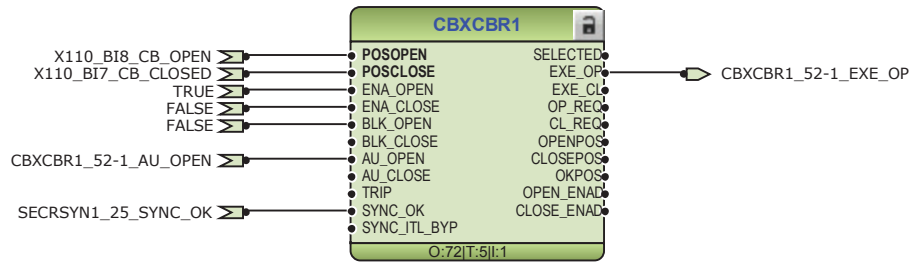 CBXCBR1
X110_BI8_CB_OPEN POSOPEN SELECTED
X110_BI7_CB_CLOSED POSCLOSE EXE_OP CBXCBR1_52-1_EXE_OP
TRUE ENA_OPEN EXE_CL
FALSE ENA_CLOSE OP_REQ
FALSE BLK_OPEN CL_REQ
BLK_CLOSE OPENPOS
CBXCBR1_52-1_AU_OPEN AU_OPEN CLOSEPOS
AU_CLOSE OKPOS
TRIP OPEN_ENAD
SECRSYN1_25_SYNC_OK SYNC_OK CLOSE_ENAD
SYNC_ITL_BYP
O:72|T:5|I:1